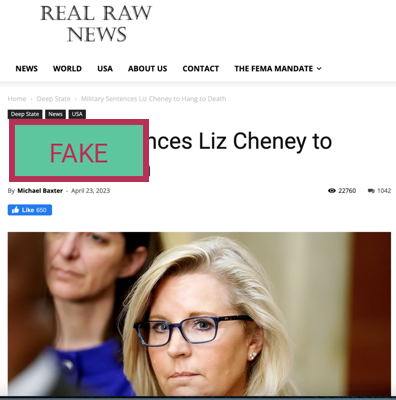 REAL RAW
NEWS
NEWS WORLD USA ABOUT US CONTACT THE FEMA MANDATE
Home › Deep State › Military Sentences Liz Cheney to Hang to Death
Deep State News USA
FAKE
nces Liz Cheney to
By Michael Baxter - April 23, 2023 22760 1042
Like 650